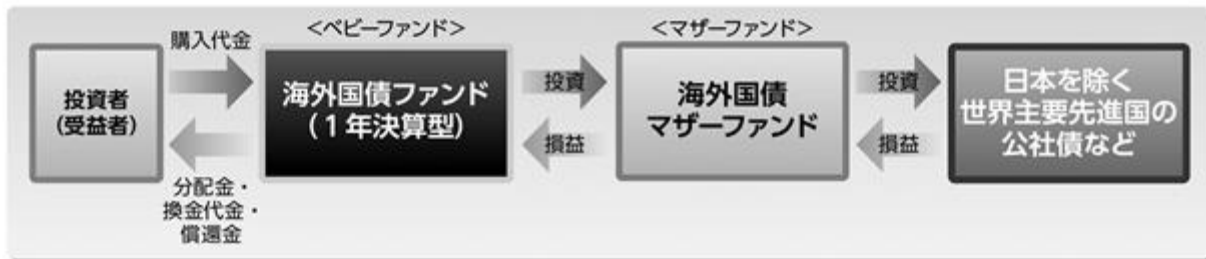 購入代金
<ベビーファンド>
<マザーファンド>
投資者
(受益者)
海外国債ファンド
(1年決算型)
投資
損益
海外国債
マザーファンド
投資
損益
日本を除く
世界主要先進国の
公社債など
分配金・
換金代金・
償還金